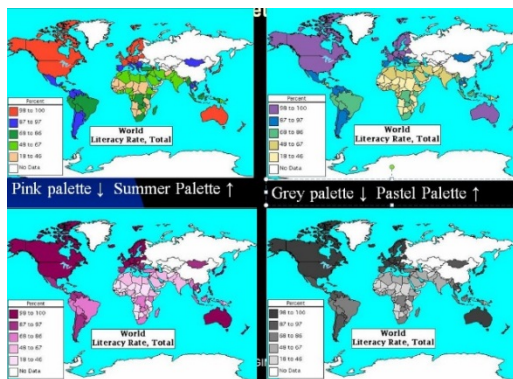 et
Percent
98 to 100
87 to 97
68 to 86
48 to 67
18 to 46
No Data
World
Literacy Rate, Total
Percent
98 to 100
87 to 97
68 to 86
48 to 67
18 to 46
No Data
World
Literacy Rate, Total
Pink palette ↓ Summer Palette ↑
Grey palette ↓ Pastel Palette ↑
Percent
98 to 100
87 to 97
68 to 86
48 to 67
18 to 46
No Data
World
Literacy Rate, Total
Percent
98 to 100
87 to 97
68 to 86
48 to 67
18 to 46
No Data
World
Literacy Rate, Total